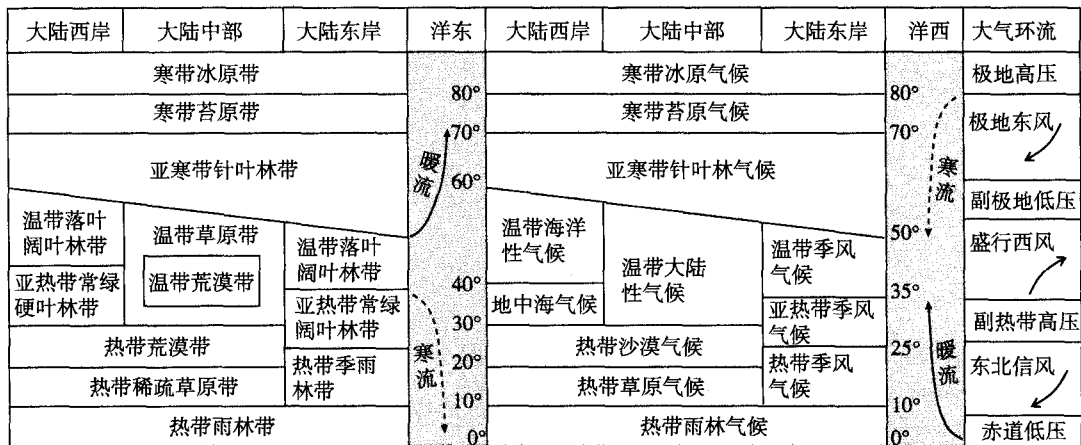 大陆西岸 大陆中部 大陆东岸 洋东 大陆西岸 大陆中部 大陆东岸 洋西 大气环流
寒带冰原带 寒带冰原气候 极地高压
80° 80°
寒带苔原带 寒带苔原气候 极地东风
70° 70°
亚寒带针叶林带 暖流 亚寒带针叶林气候 寒流
60° 副极地低压
温带落叶
阔叶林带
温带草原带
温带荒漠带
温带落叶
阔叶林带
温带海洋
性气候
温带大陆
性气候
温带季风
气候
50° 盛行西风
亚热带常绿
硬叶林带
40° 35°
亚热带常绿
阔叶林带
地中海气候
亚热带季风
气候
30° 副热带高压
热带荒漠带 寒流 热带沙漠气候 25° 暖流
热带季雨
林带
20°
热带季风
气候
东北信风
热带稀疏草原带 热带草原气候
10° 10°
热带雨林带 热带雨林气候 赤道低压
0° 0°